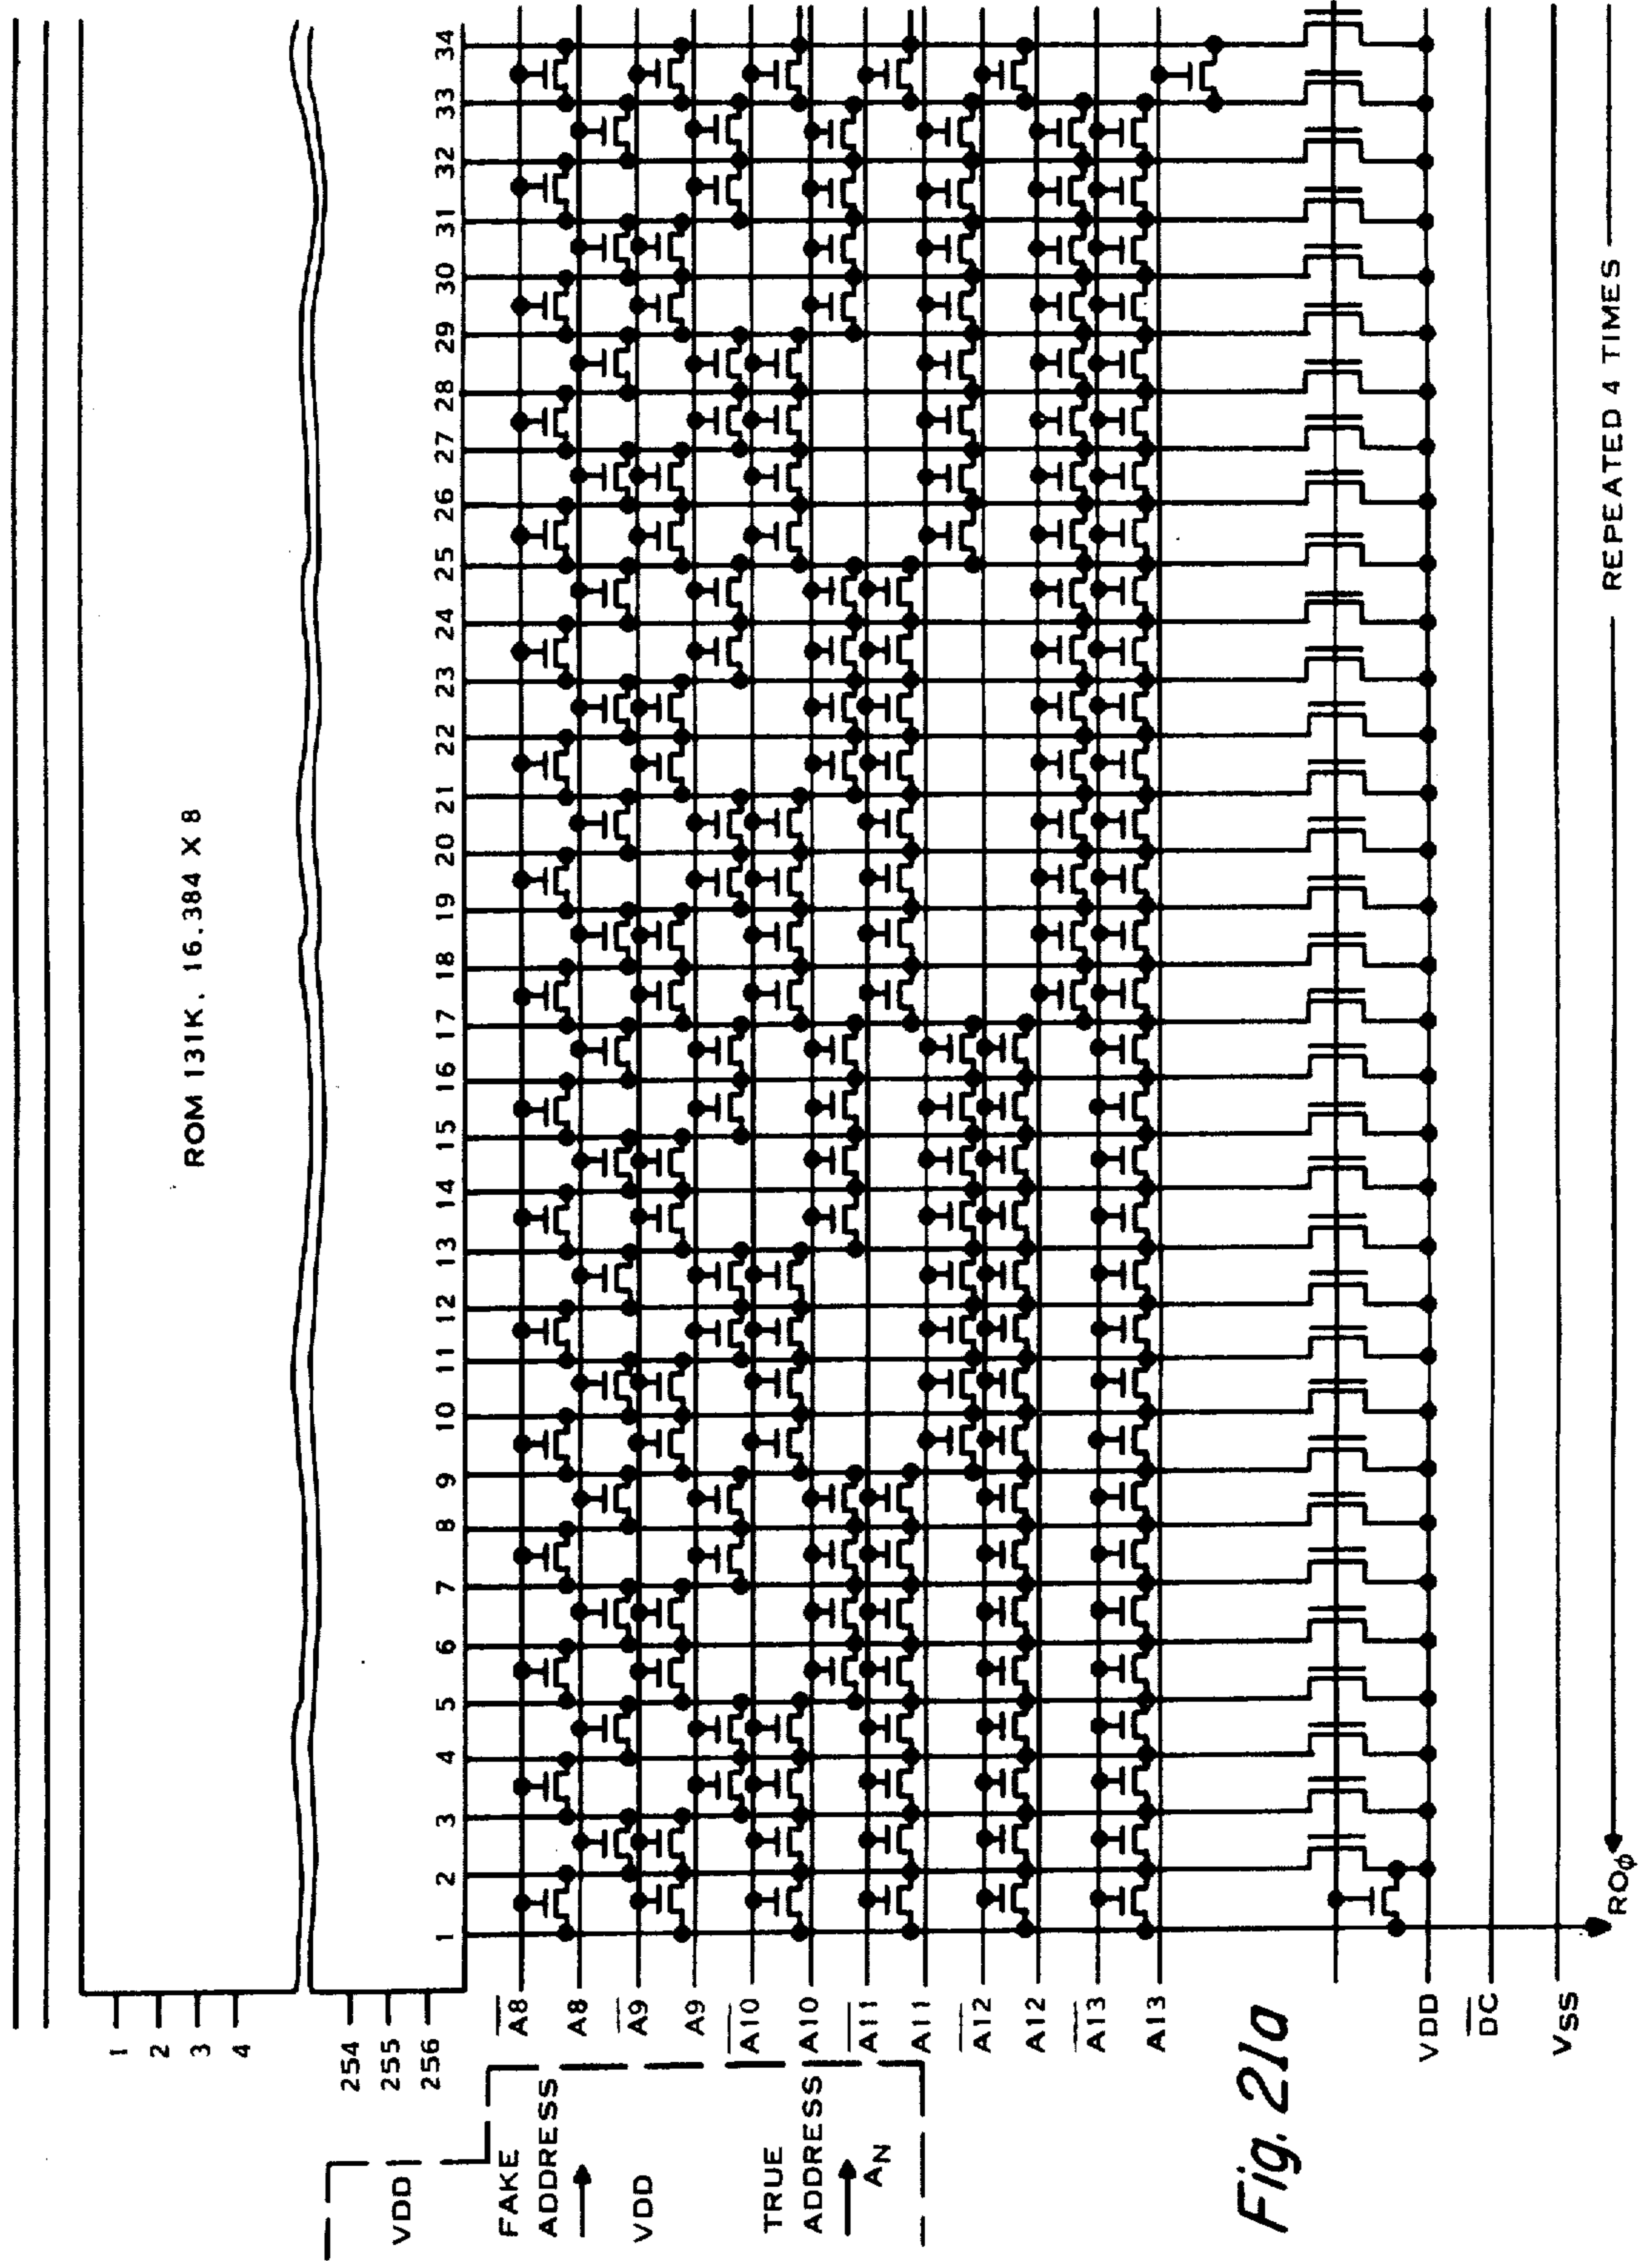 ROM 131K. 16.384 X 8
1
2
3
4
254
255
256
1 2 3 4 5 6 7 8 9 10 11 12 13 14 15 16 17 18 19 20 21 22 23 24 25 26 27 28 29 30 31 32 33 34
A8
A8
A9
A9
A10
A10
A11
A11
A12
A12
A13
A13
VDD
DC
VSS
VDD
FAKE
ADDRESS
VDD
TRUE
ADDRESS
AN
ROφ
REPEATED 4 TIMES
Fig. 21a